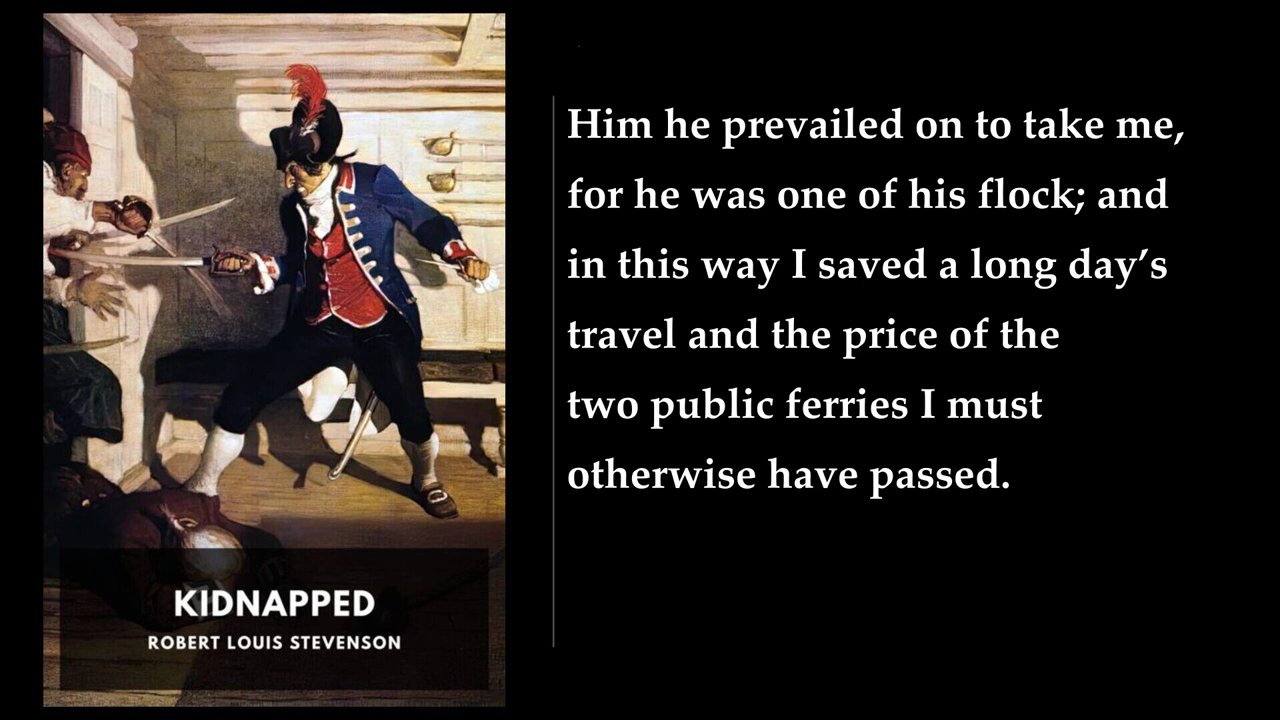 KIDNAPPED
ROBERT LOUIS STEVENSON
Him he prevailed on to take me,
for he was one of his flock; and
in this way I saved a long day’s
travel and the price of the
two public ferries I must
otherwise have passed.